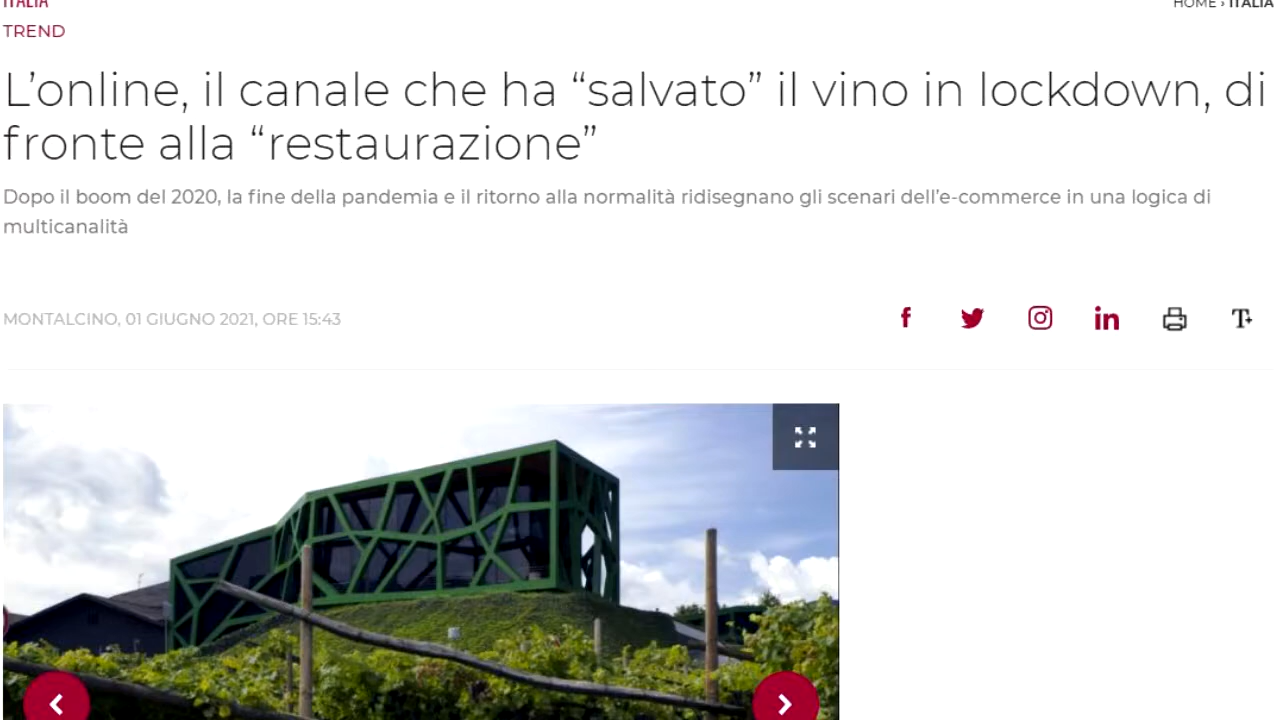 ITALIA
HOME › ITALIA
TREND
L’online, il canale che ha “salvato” il vino in lockdown, di
fronte alla “restaurazione”
Dopo il boom del 2020, la fine della pandemia e il ritorno alla normalità ridisegnano gli scenari dell’e-commerce in una logica di
multicanalità
MONTALCINO, 01 GIUGNO 2021, ORE 15:43